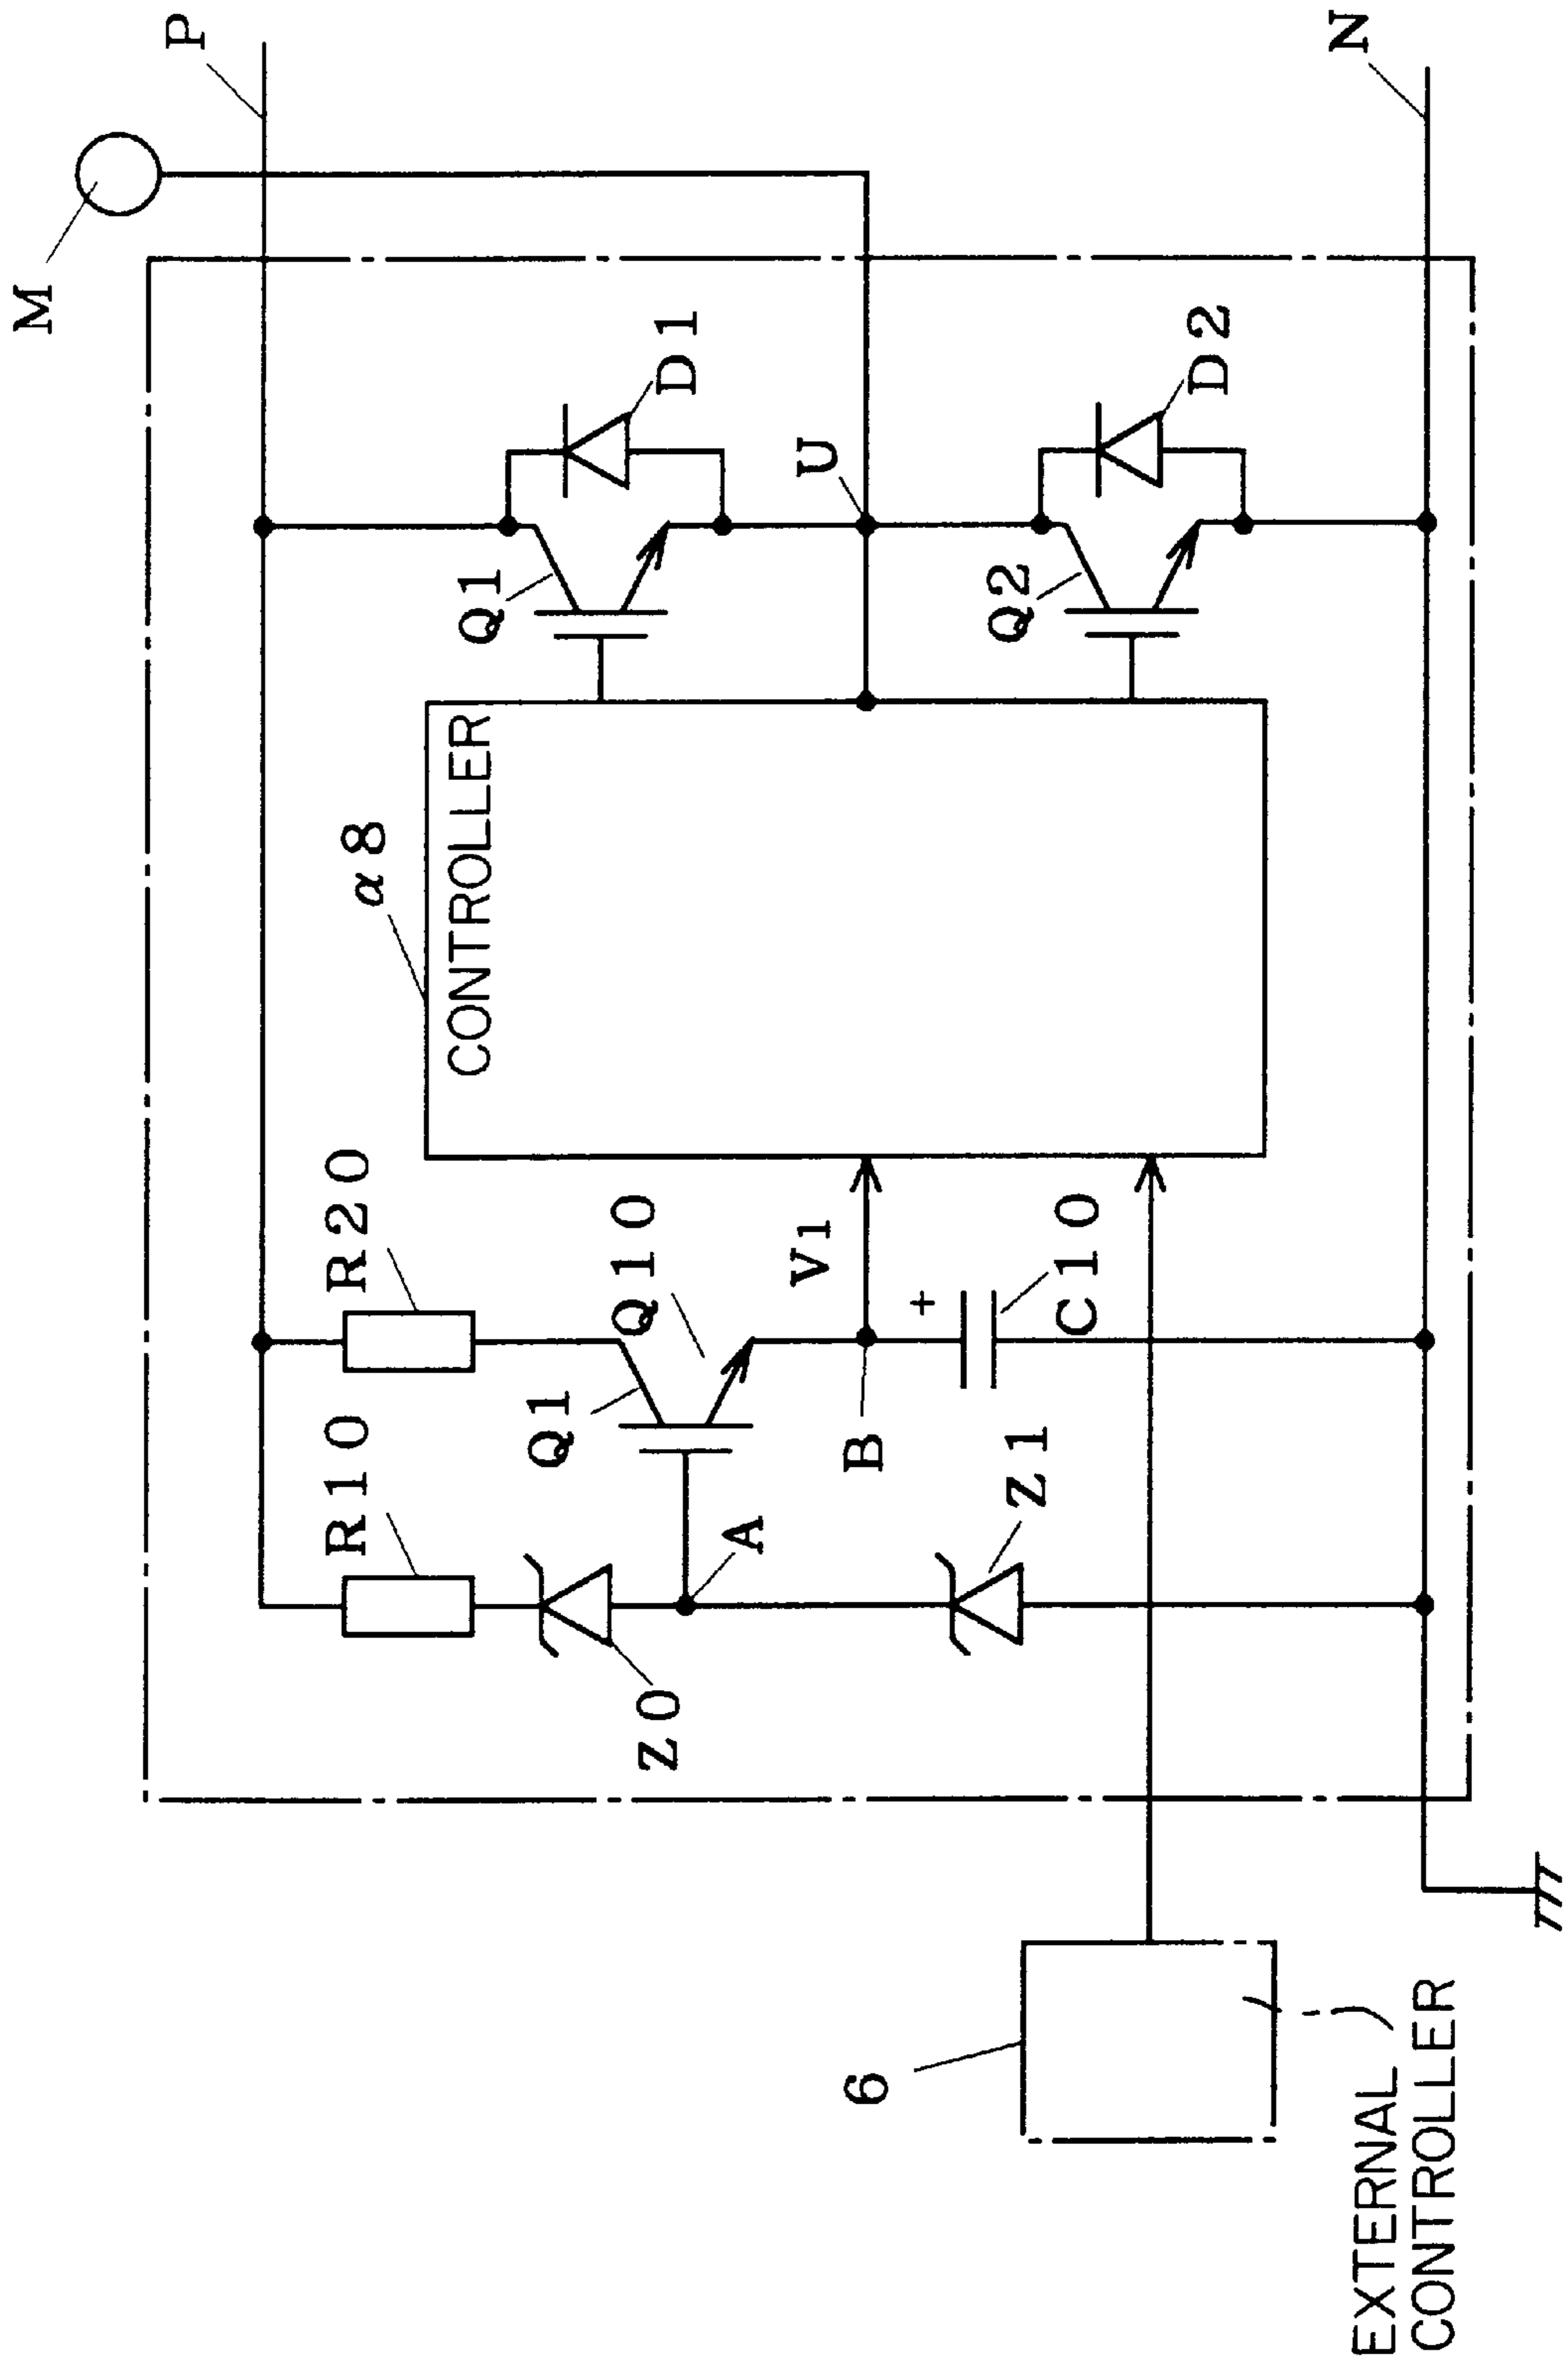 M
P
R10
R20
α8
CONTROLLER
Q1
D1
Z0
Q1
Q10
A
U
V1
B
+
6
Z1
C10
Q2
D2
EXTERNAL
CONTROLLER
N